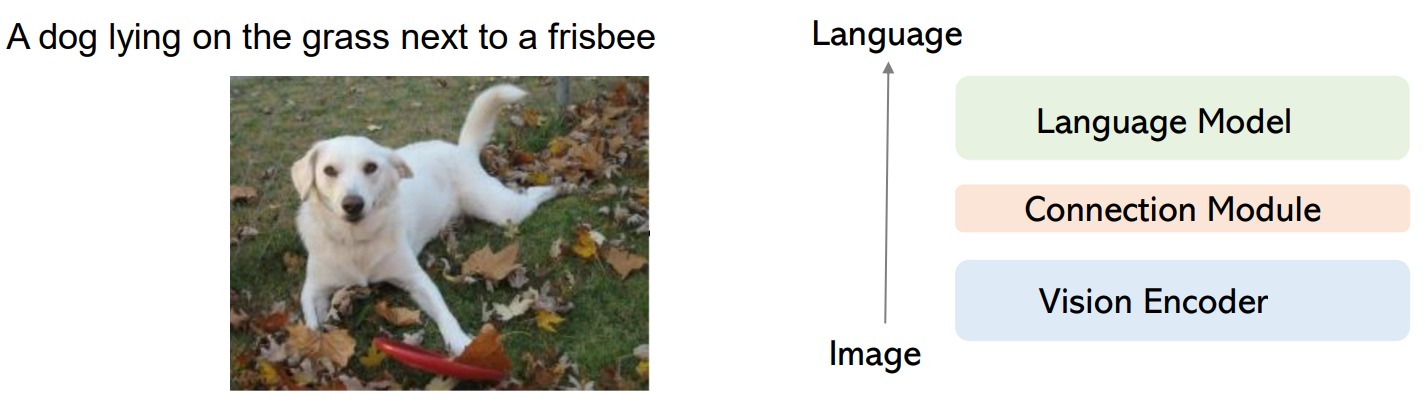 A dog lying on the grass next to a frisbee
Language
Language Model
Connection Module
Vision Encoder
Image